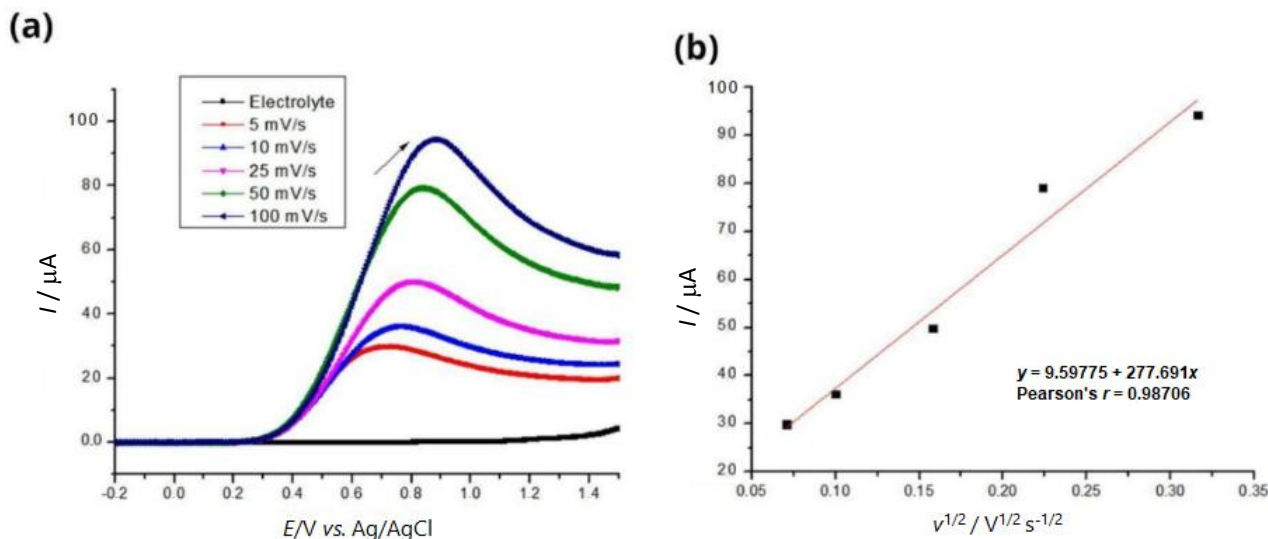 (a)
Electrolyte
5 mV/s
10 mV/s
25 mV/s
50 mV/s
100 mV/s
100
80
60
40
20
0.0
I / μA
-0.2 0.0 0.2 0.4 0.6 0.8 1.0 1.2 1.4
E/V vs. Ag/AgCl
(b)
100
90
80
70
60
50
40
30
20
I / μA
y = 9.59775 + 277.691x
Pearson's r = 0.98706
0.05 0.10 0.15 0.20 0.25 0.30 0.35
v^1/2 / V^1/2 s^-1/2